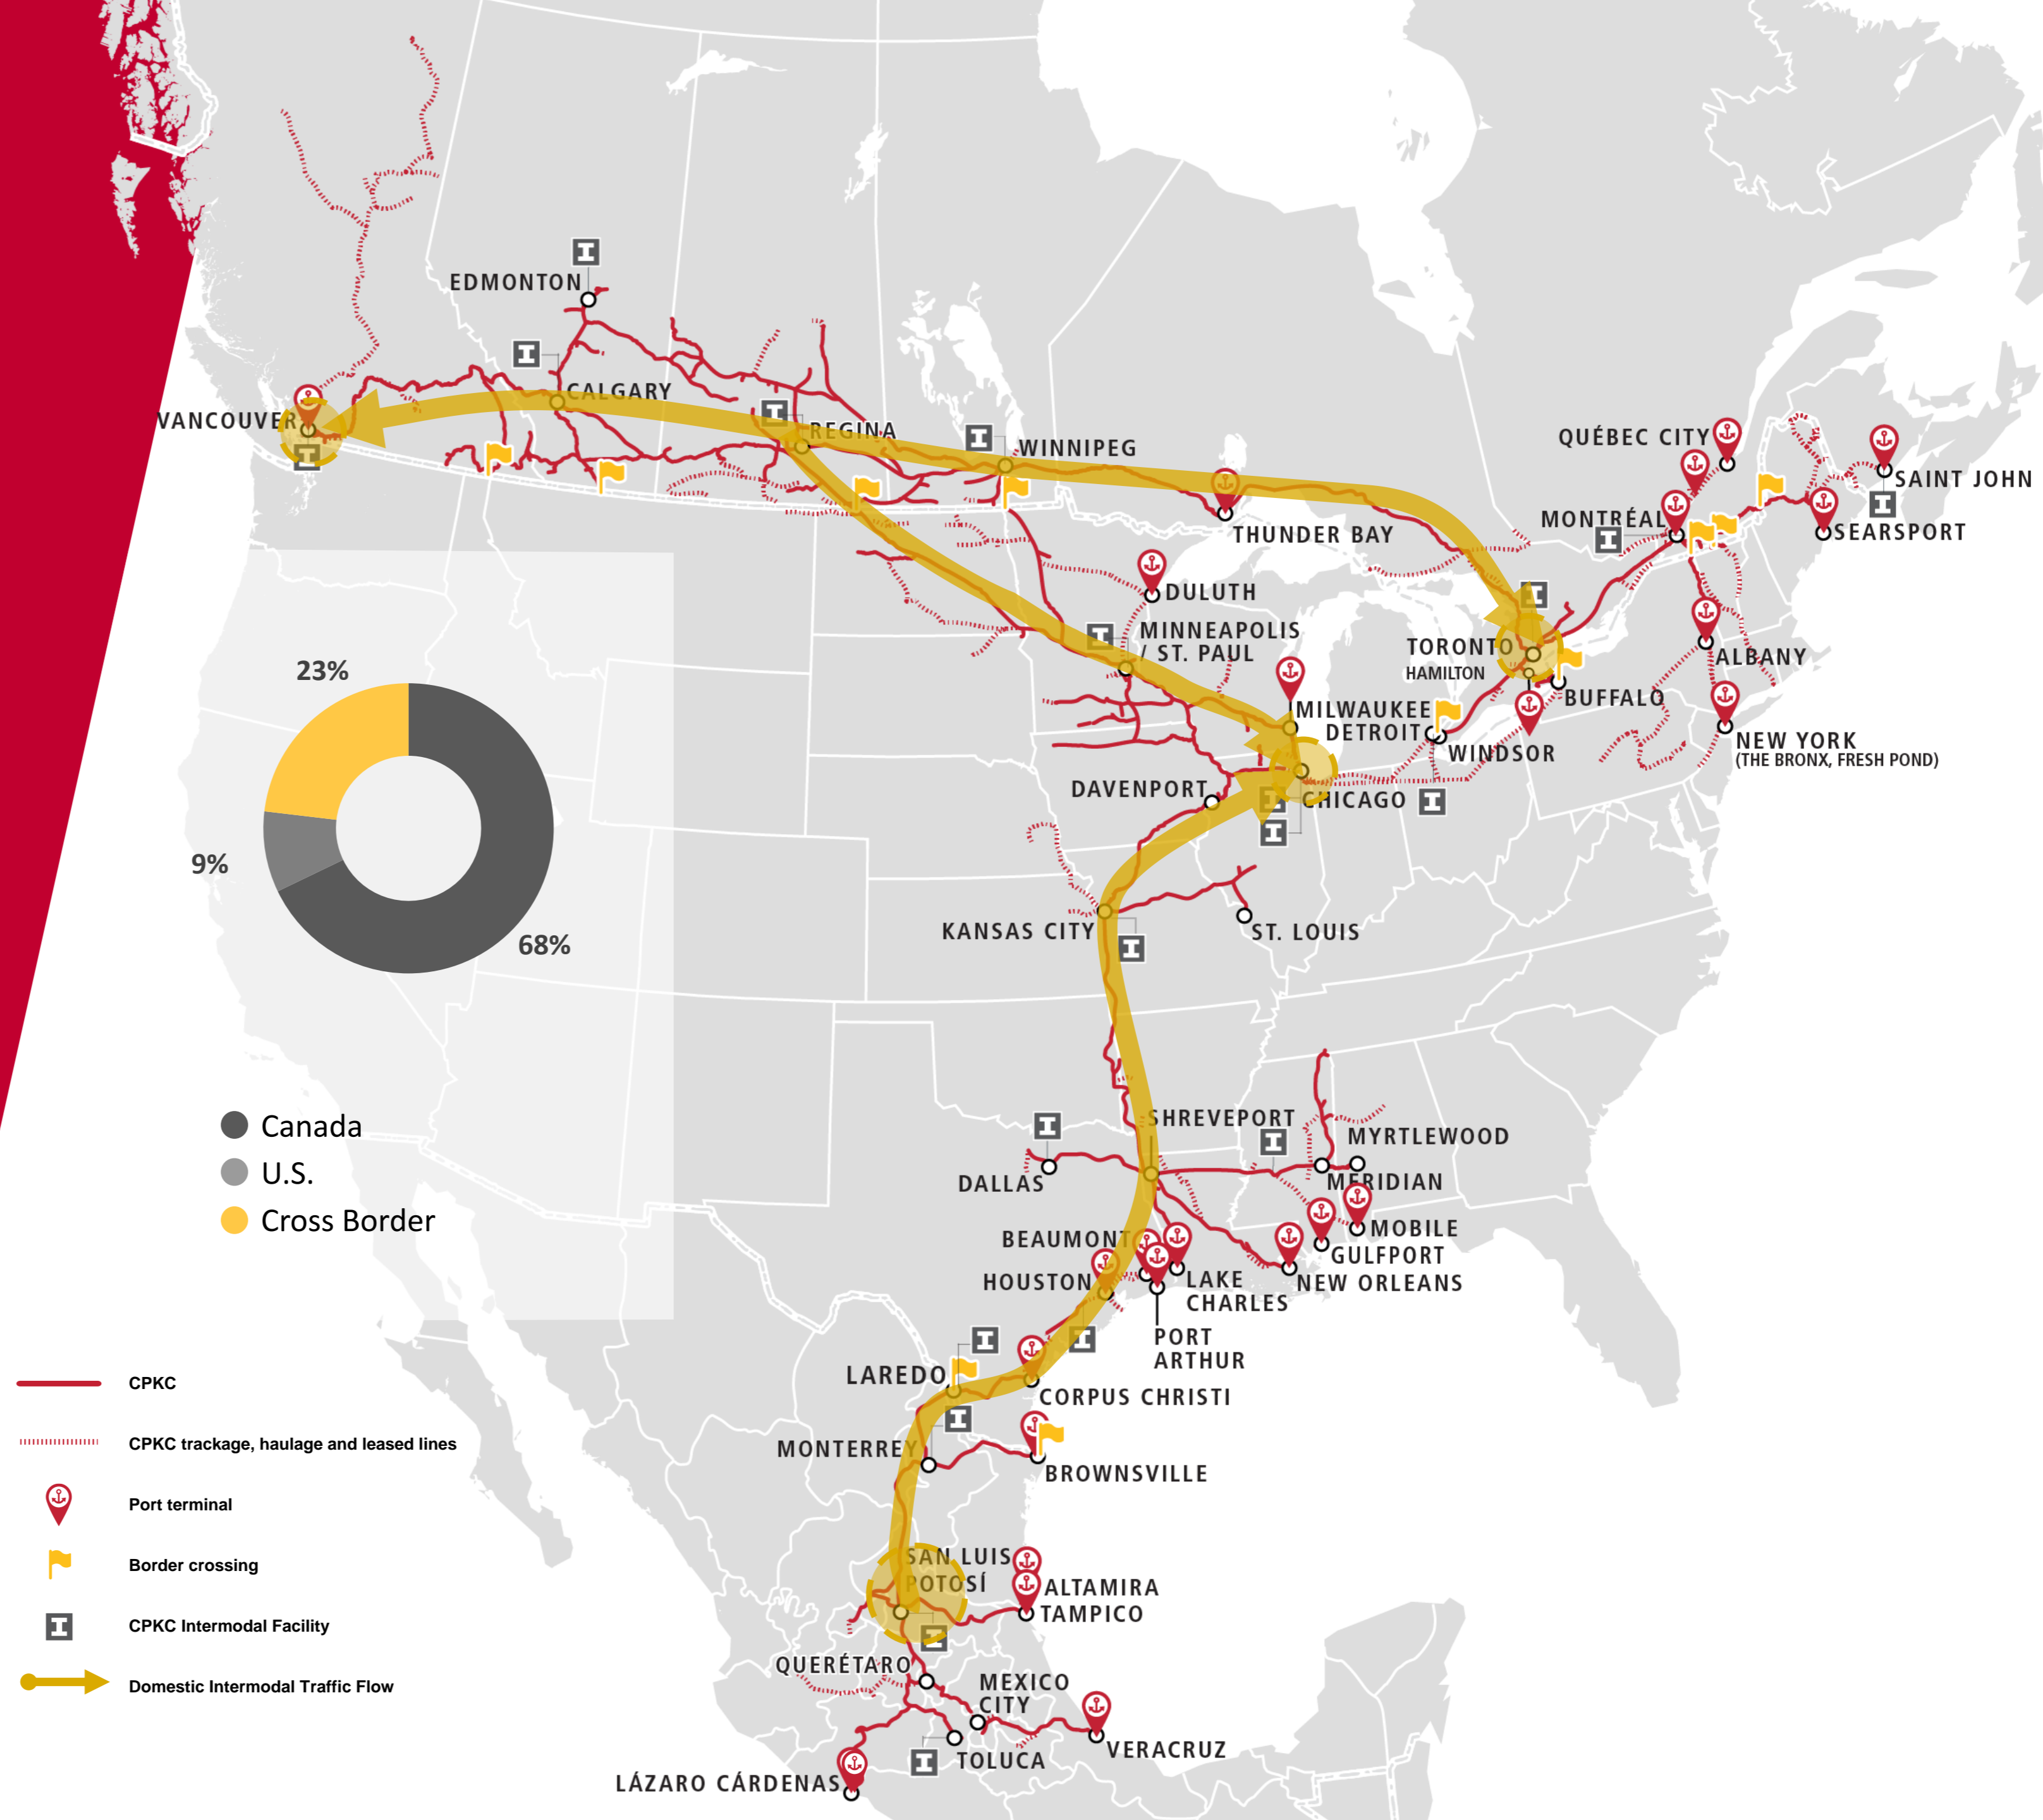 EDMONTON
CALGARY
VANCOUVER
REGINA
WINNIPEG
THUNDER BAY
QUÉBEC CITY
SAINT JOHN
MONTRÉAL
SEARSPORT
DULUTH
MINNEAPOLIS
/ ST. PAUL
TORONTO
HAMILTON
ALBANY
BUFFALO
MILWAUKEE
DETROIT
WINDSOR
NEW YORK
(THE BRONX, FRESH POND)
DAVENPORT
CHICAGO
KANSAS CITY
ST. LOUIS
23%
9%
68%
Canada
U.S.
Cross Border
SHREVEPORT
MYRTLEWOOD
DALLAS
MERIDIAN
MOBILE
BEAUMONT
GULFPORT
HOUSTON
LAKE
CHARLES
NEW ORLEANS
PORT
ARTHUR
LAREDO
CORPUS CHRISTI
MONTERREY
BROWNSVILLE
SAN LUIS
POTOSÍ
ALTAMIRA
TAMPICO
QUERÉTARO
MEXICO
CITY
TOLUCA
VERACRUZ
LÁZARO CÁRDENAS
CPKC
CPKC trackage, haulage and leased lines
Port terminal
Border crossing
CPKC Intermodal Facility
Domestic Intermodal Traffic Flow